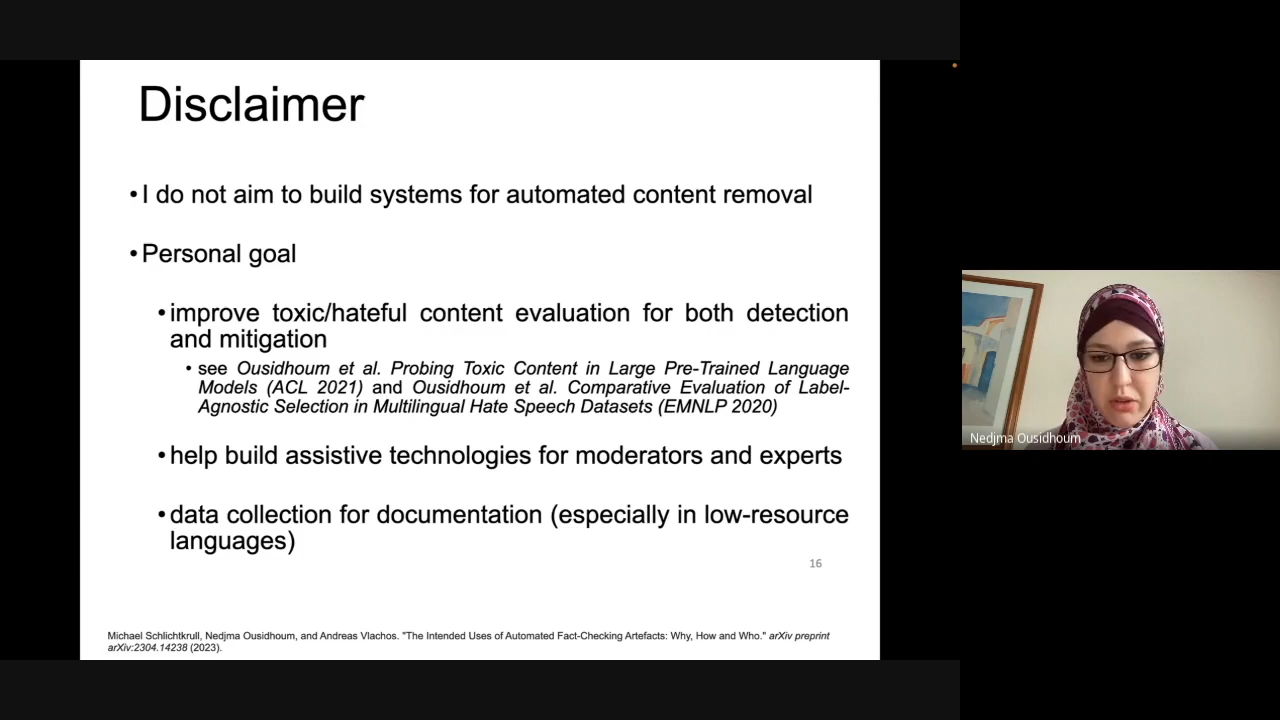 Disclaimer
•I do not aim to build systems for automated content removal
•Personal goal
•improve toxic/hateful content evaluation for both detection
and mitigation
• see Ousidhoum et al. Probing Toxic Content in Large Pre-Trained Language
Models (ACL 2021) and Ousidhoum et al. Comparative Evaluation of Label-
Agnostic Selection in Multilingual Hate Speech Datasets (EMNLP 2020)
•help build assistive technologies for moderators and experts
•data collection for documentation (especially in low-resource
languages)
16
Michael Schlichtkrull, Nedjma Ousidhoum, and Andreas Vlachos. "The Intended Uses of Automated Fact-Checking Artefacts: Why, How and Who." arXiv preprint
arXiv:2304.14238 (2023).
Nedjma Ousidhoum